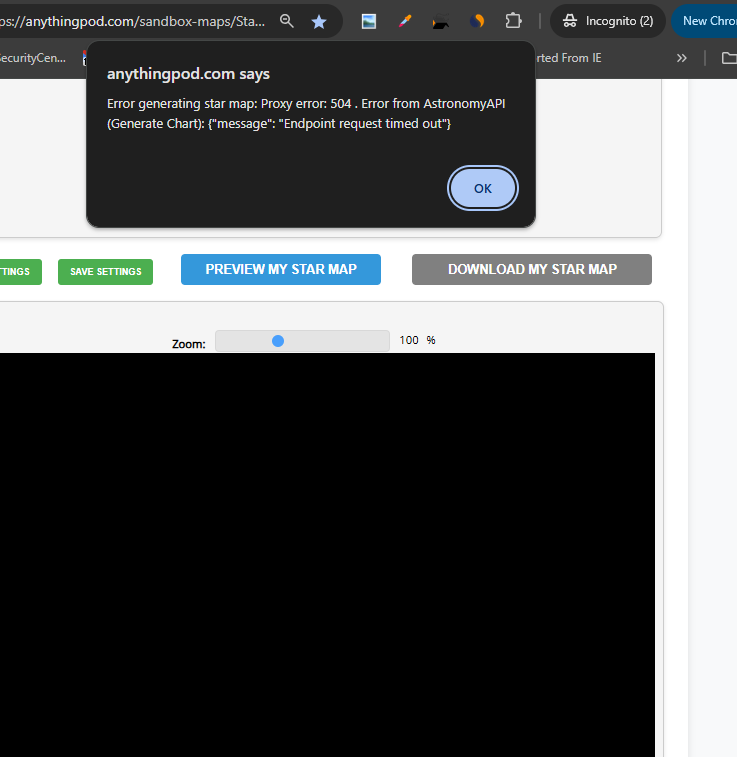 ps://anythingpod.com/sandbox-maps/Sta...
Incognito (2)
New Chror
SecurityCen...
rted From IE
»
anythingpod.com says
Error generating star map: Proxy error: 504 . Error from AstronomyAPI
(Generate Chart): {"message": "Endpoint request timed out"}
OK
TTINGS
SAVE SETTINGS
PREVIEW MY STAR MAP
DOWNLOAD MY STAR MAP
Zoom:
100 %